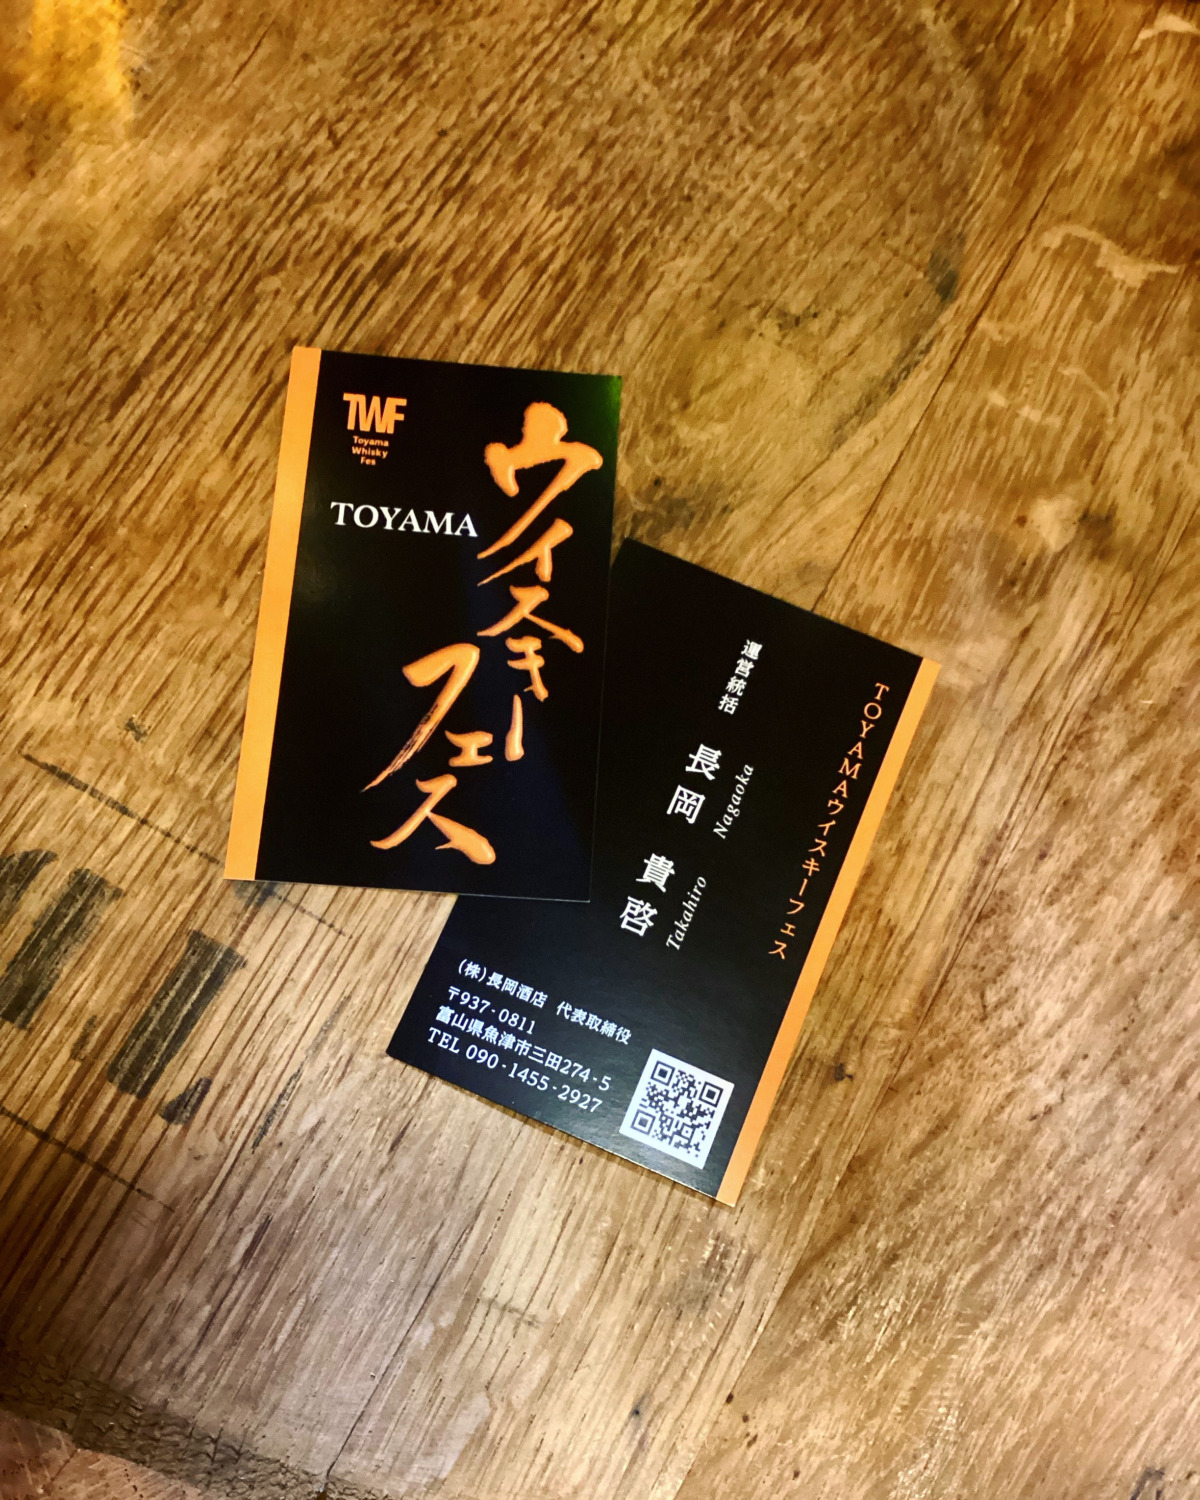 TWF
Toyama
Whisky
Fes
TOYAMA
ウイスキー
フェス
TOYAMAウイスキーフェス
運営統括
長岡 貴啓
Nagaoka Takahiro
(株)長岡酒店 代表取締役
〒937-0811
富山県魚津市三田274-5
TEL 090-1455-2927